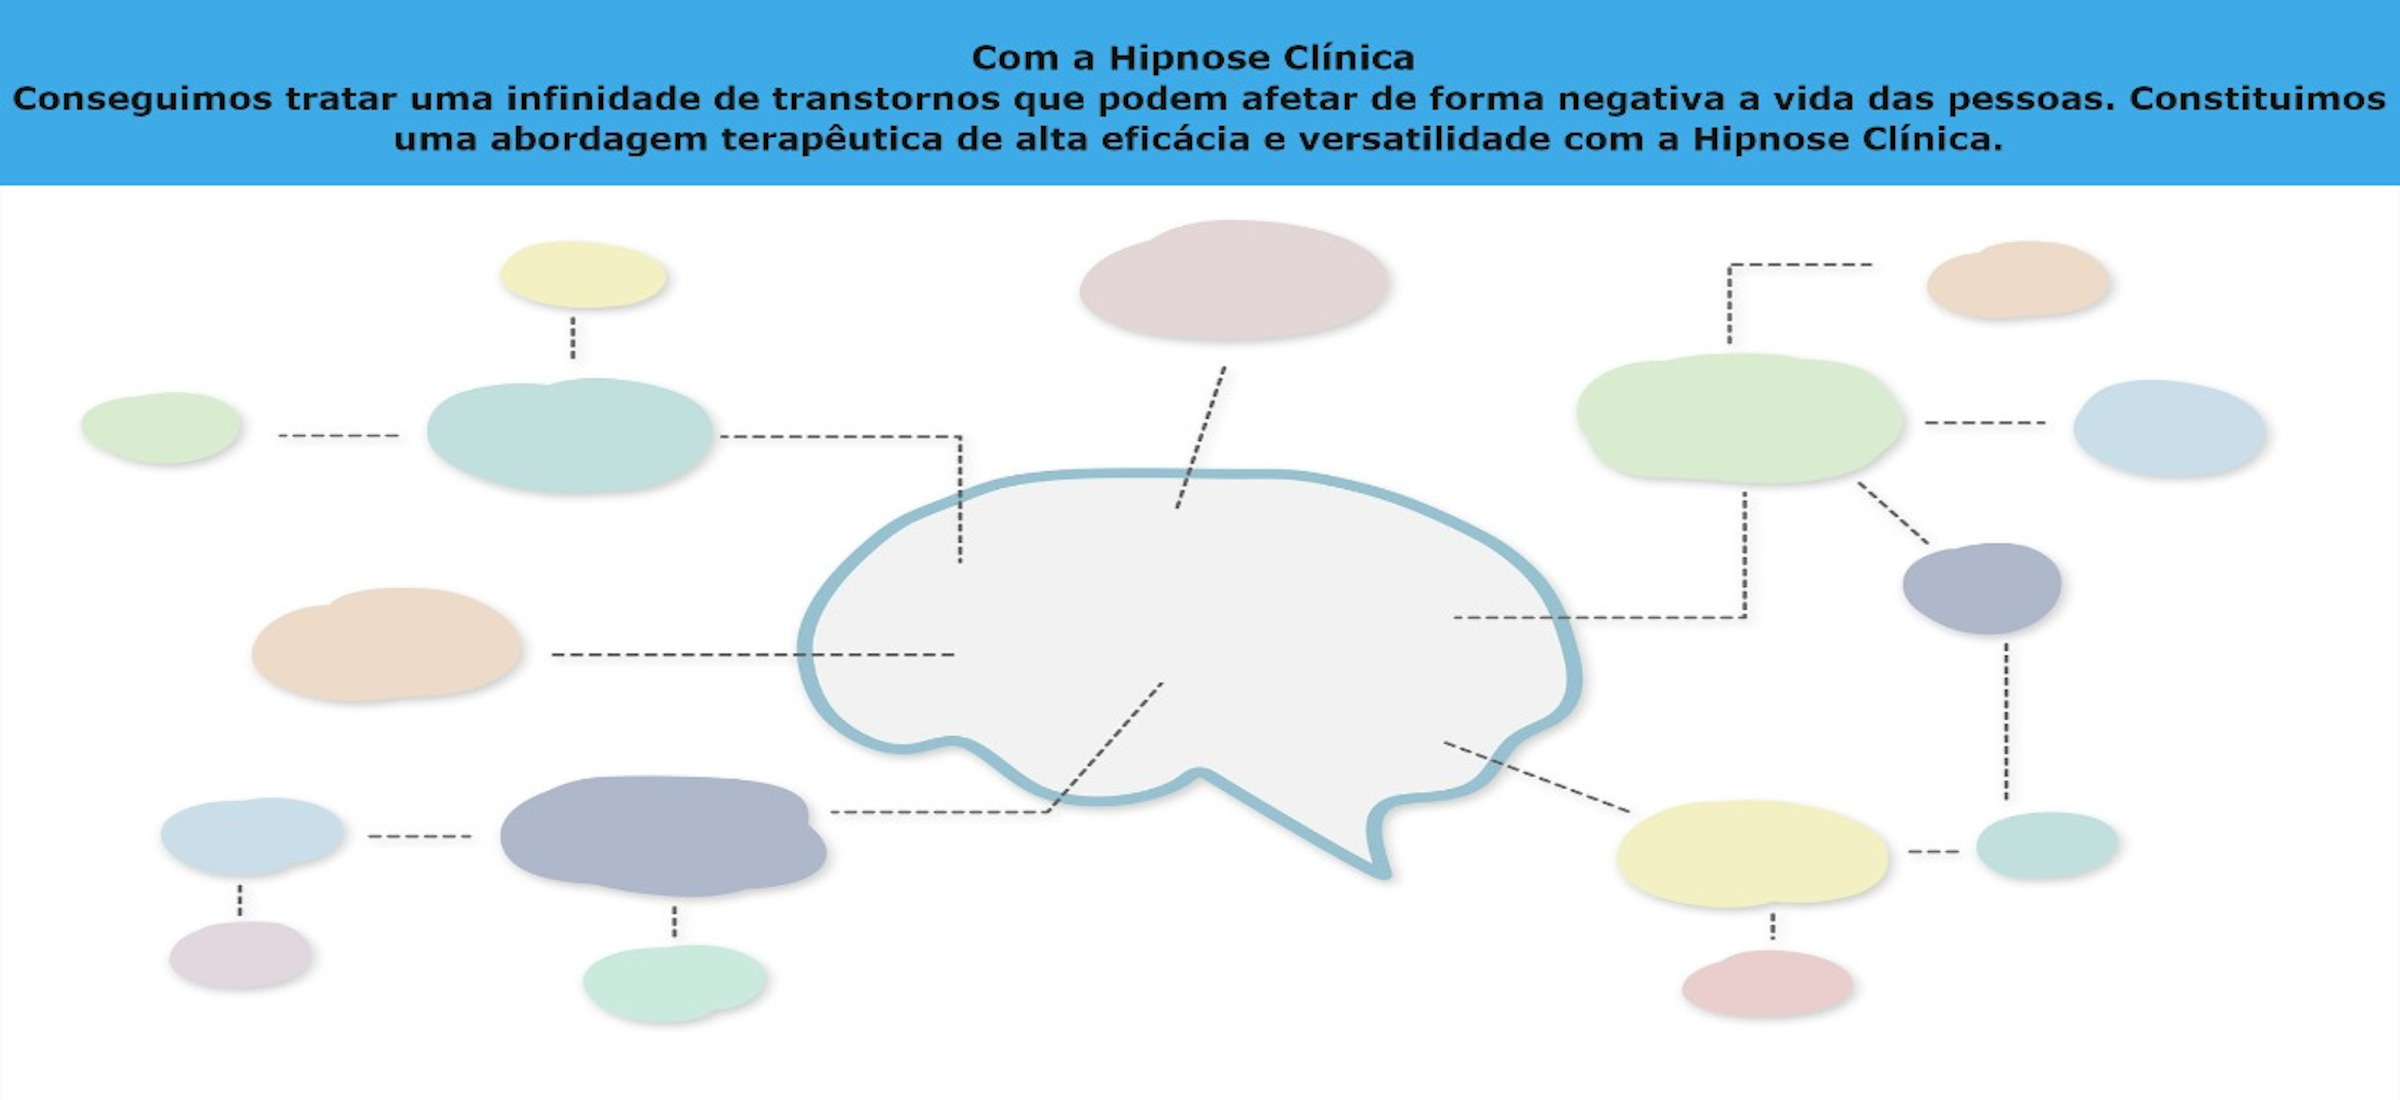 Com a Hipnose Clínica
Conseguimos tratar uma infinidade de transtornos que podem afetar de forma negativa a vida das pessoas. Constituimos
uma abordagem terapêutica de alta eficácia e versatilidade com a Hipnose Clínica.